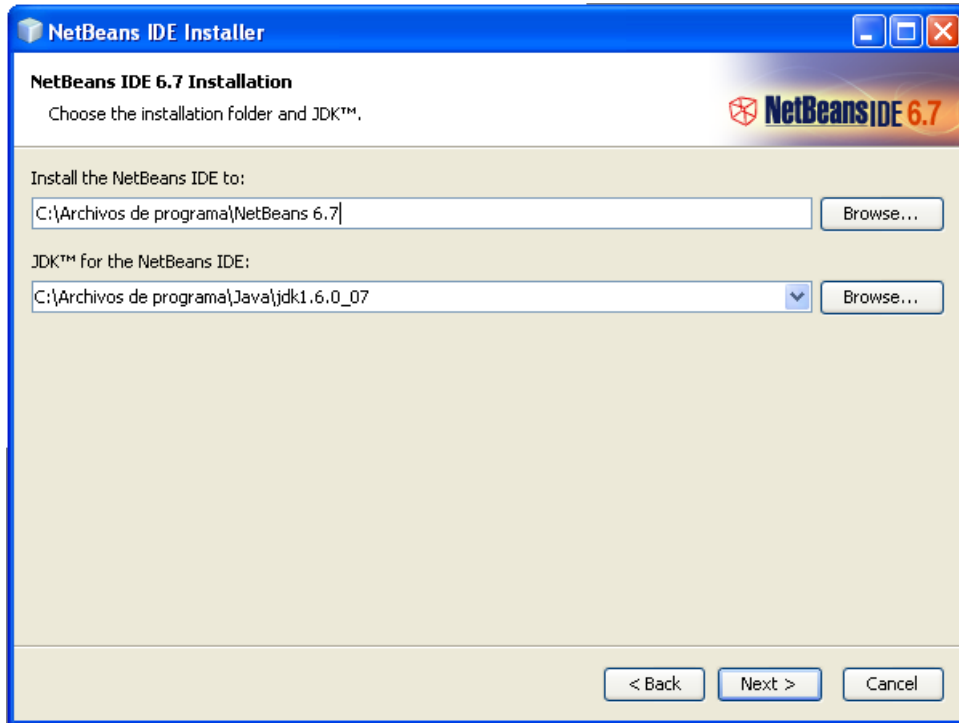 NetBeans IDE Installer
NetBeans IDE 6.7 Installation
Choose the installation folder and JDK™.
NetBeans IDE 6.7
Install the NetBeans IDE to:
C:\Archivos de programa\NetBeans 6.7
Browse...
JDK™ for the NetBeans IDE:
C:\Archivos de programa\Java\jdk1.6.0_07
Browse...
< Back Next > Cancel